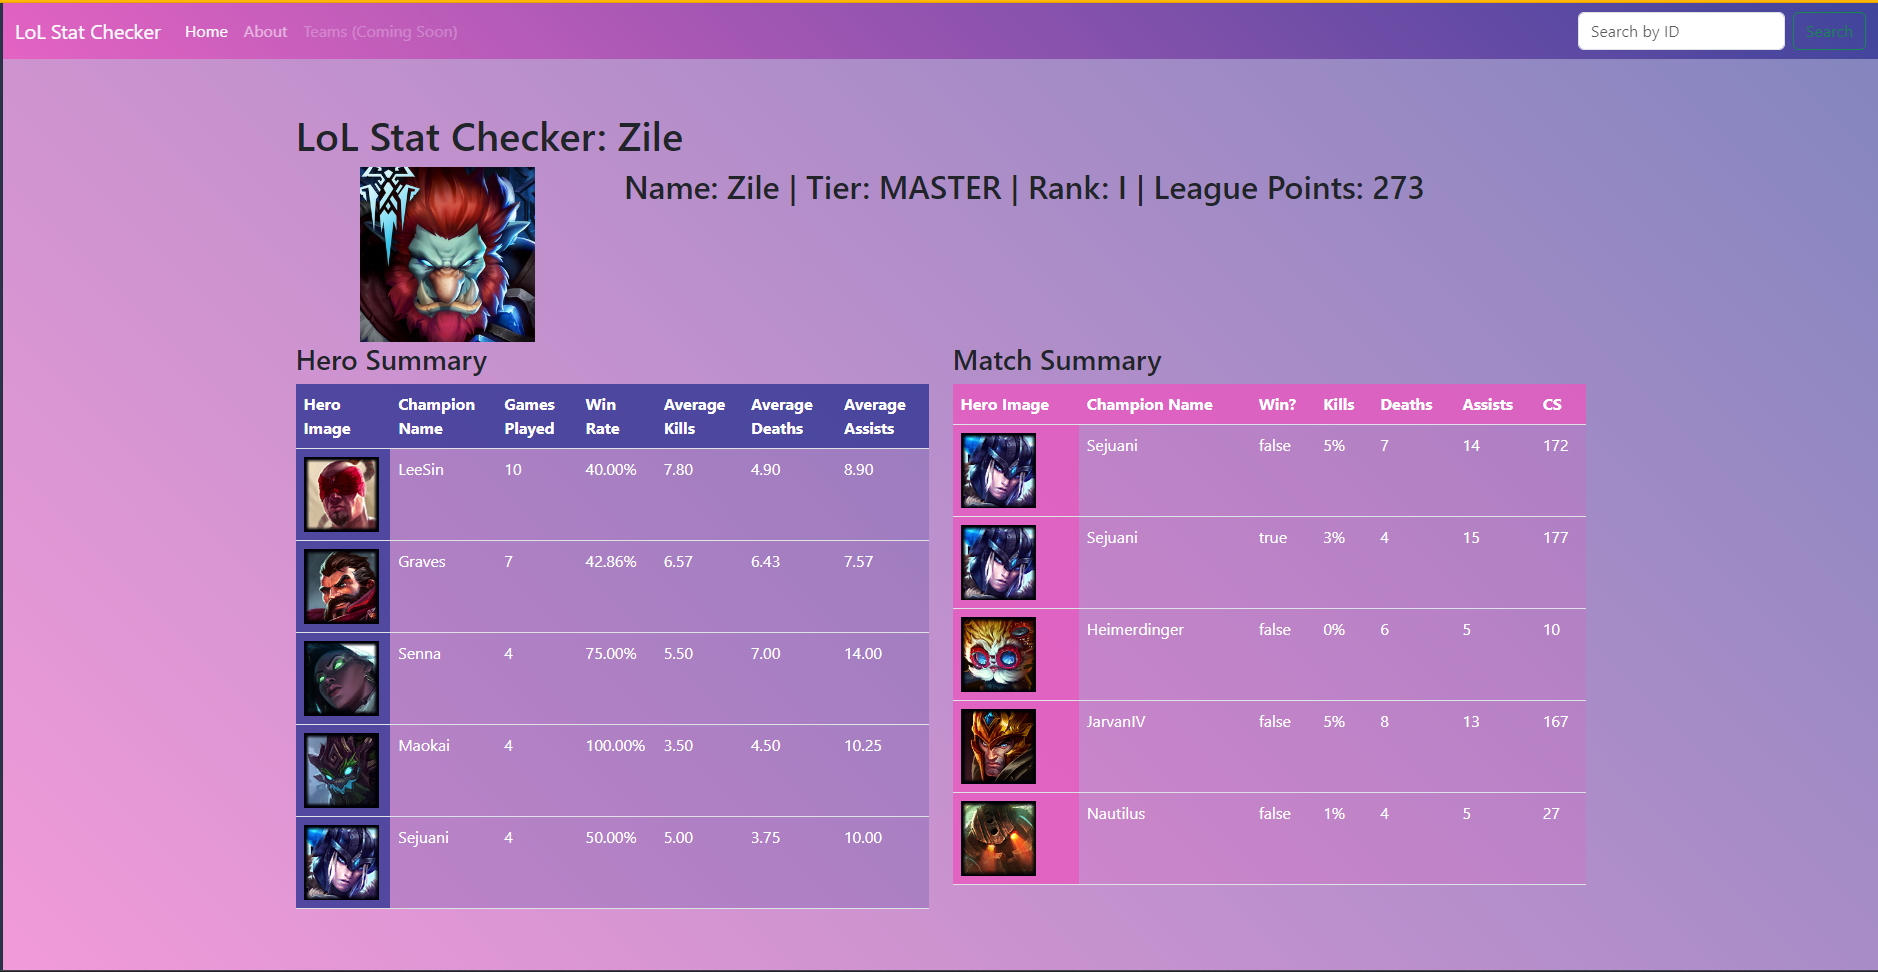 LoL Stat Checker Home About Teams (Coming Soon) Search by ID Search
LoL Stat Checker: Zile
Name: Zile | Tier: MASTER | Rank: I | League Points: 273
Hero Summary
Hero Image Champion Name Games Played Win Rate Average Kills Average Deaths Average Assists
LeeSin 10 40.00% 7.80 4.90 8.90
Graves 7 42.86% 6.57 6.43 7.57
Senna 4 75.00% 5.50 7.00 14.00
Maokai 4 100.00% 3.50 4.50 10.25
Sejuani 4 50.00% 5.00 3.75 10.00
Match Summary
Hero Image Champion Name Win? Kills Deaths Assists CS
Sejuani false 5% 7 14 172
Sejuani true 3% 4 15 177
Heimerdinger false 0% 6 5 10
JarvanIV false 5% 8 13 167
Nautilus false 1% 4 5 27